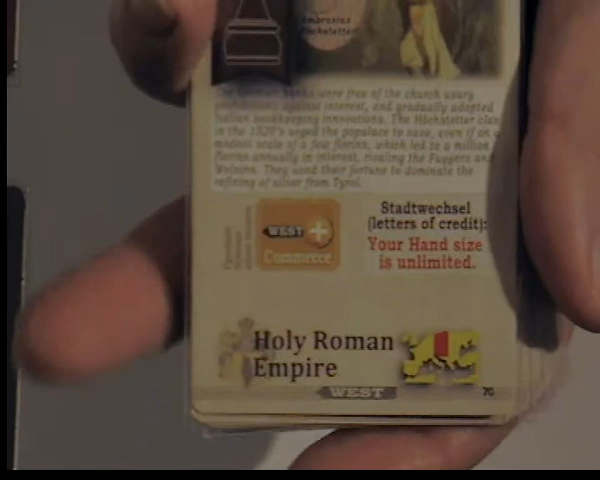 Ambrosius
Höchstetter
The German banks were free of the church usury
prohibitions against interest, and gradually adopted
Italian bookkeeping innovations. The Höchstetter clan
in the 1520's urged the populace to save, even if on a
modest scale of a few florins, which led to a million
florins annually in interest, rivaling the Fuggers and
Welsers. They used their fortune to dominate the
refining of silver from Tyrol.
WEST +
Commerce
Stadtwechsel
(letters of credit):
Your Hand size
is unlimited.
Holy Roman
Empire
WEST
70